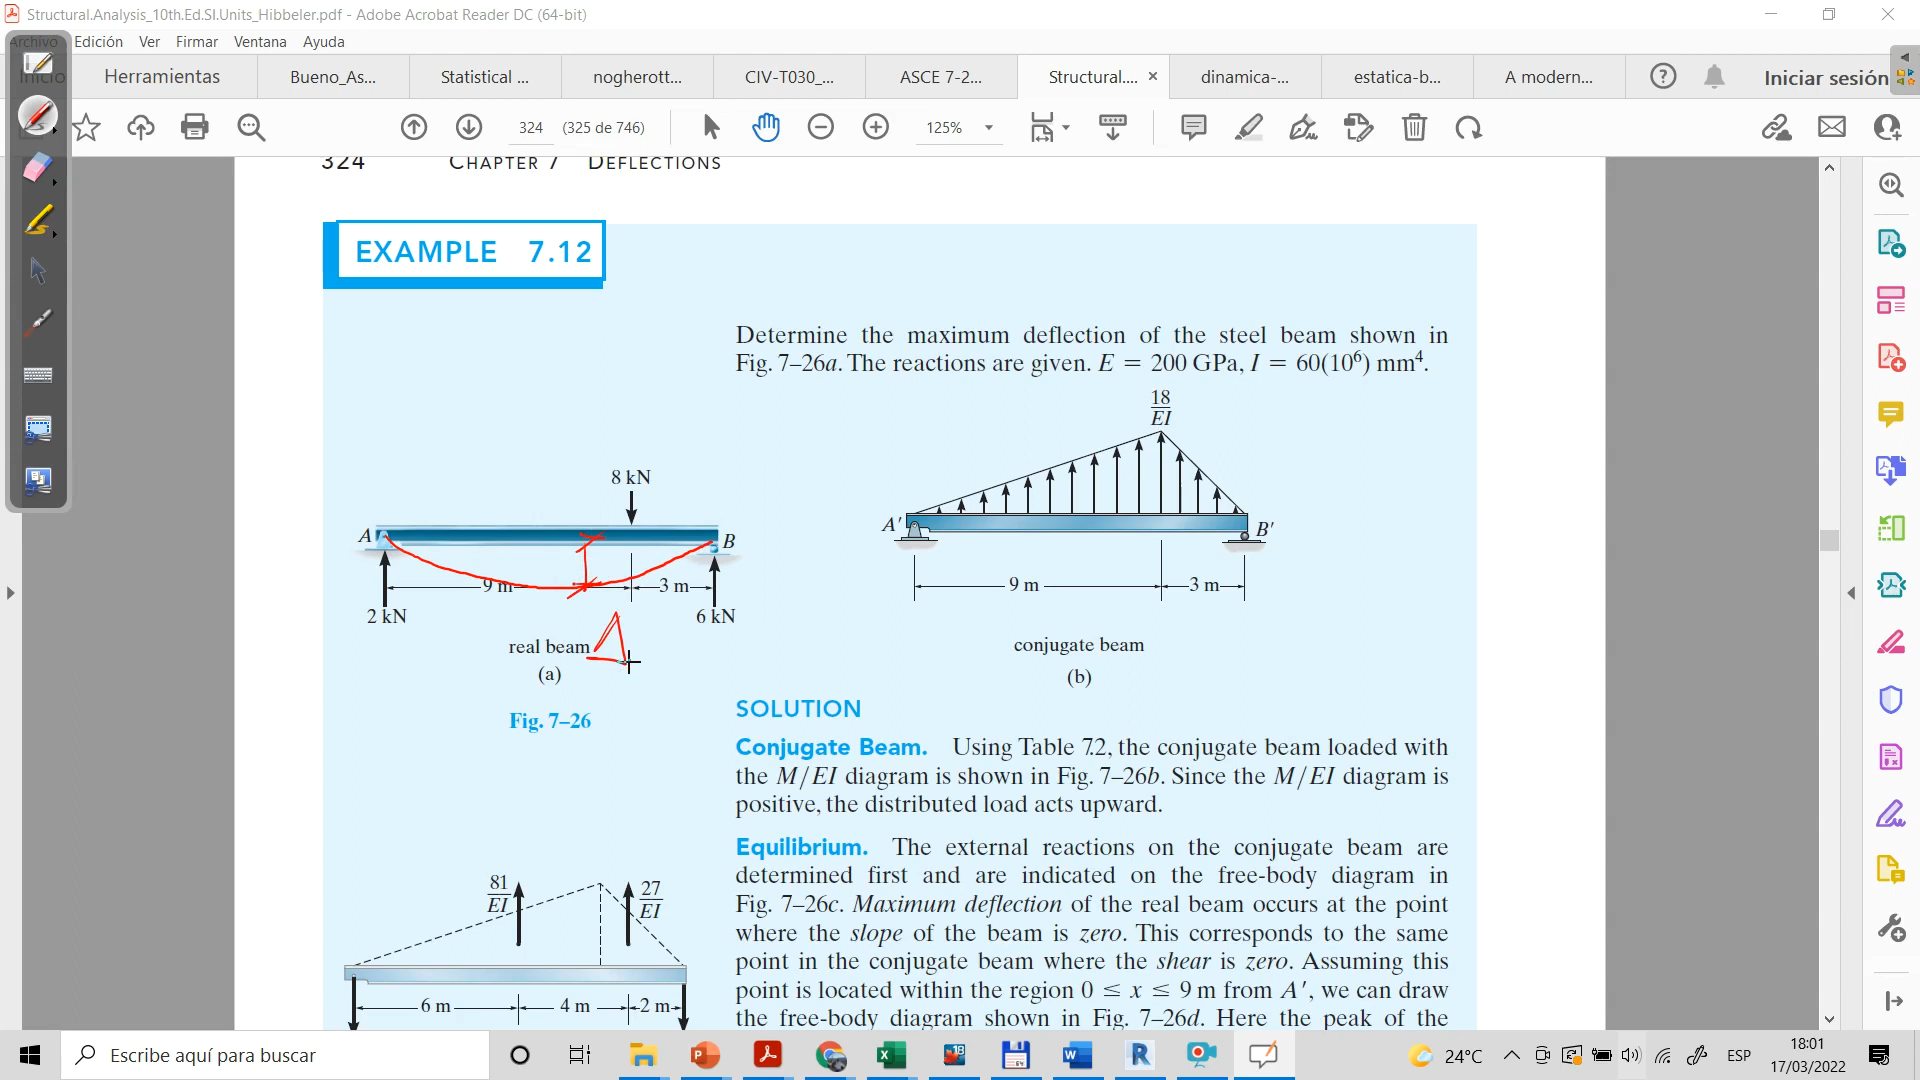 Structural.Analysis_10th.Ed.SI.Units_Hibbeler.pdf - Adobe Acrobat Reader DC (64-bit)
Archivo Edición Ver Firmar Ventana Ayuda
Inicio Herramientas Bueno_As... Statistical ... nogherott... CIV-T030_... ASCE 7-2... Structural.... × dinamica-... estatica-b... A modern... Iniciar sesión
324 (325 de 746) 125%
324 CHAPTER 7 DEFLECTIONS
EXAMPLE 7.12
Determine the maximum deflection of the steel beam shown in
Fig. 7–26a. The reactions are given. E = 200 GPa, I = 60(10⁶) mm⁴.
18
EI
8 kN
A B
9 m 3 m
2 kN 6 kN
real beam
(a)
Δ
Fig. 7–26
A′ B′
9 m 3 m
conjugate beam
(b)
SOLUTION
Conjugate Beam. Using Table 7.2, the conjugate beam loaded with
the M/EI diagram is shown in Fig. 7–26b. Since the M/EI diagram is
positive, the distributed load acts upward.
Equilibrium. The external reactions on the conjugate beam are
determined first and are indicated on the free-body diagram in
Fig. 7–26c. Maximum deflection of the real beam occurs at the point
where the slope of the beam is zero. This corresponds to the same
point in the conjugate beam where the shear is zero. Assuming this
point is located within the region 0 ≤ x ≤ 9 m from A′, we can draw
the free-body diagram shown in Fig. 7–26d. Here the peak of the
81
EI
27
EI
6 m 4 m 2 m
Escribe aquí para buscar
24°C ESP
18:01
17/03/2022